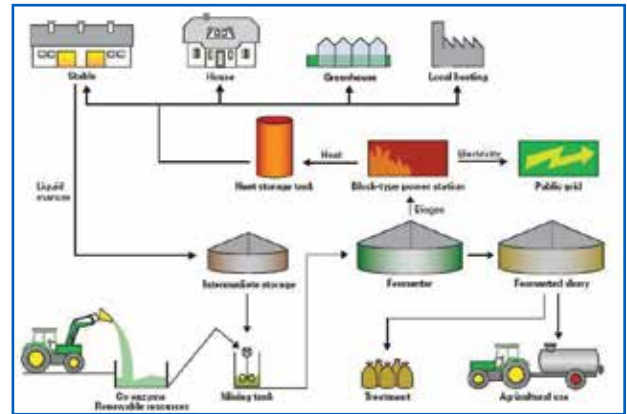 Stable
House
Greenhouse
Local heating
Heat
Electricity
Heat storage tank
Block-type power station
Public grid
Liquid
manure
Biogas
Intermediate storage
Fermenter
Fermented slurry
Co enzyme
Renewable resources
Mixing tank
Treatment
Agricultural use